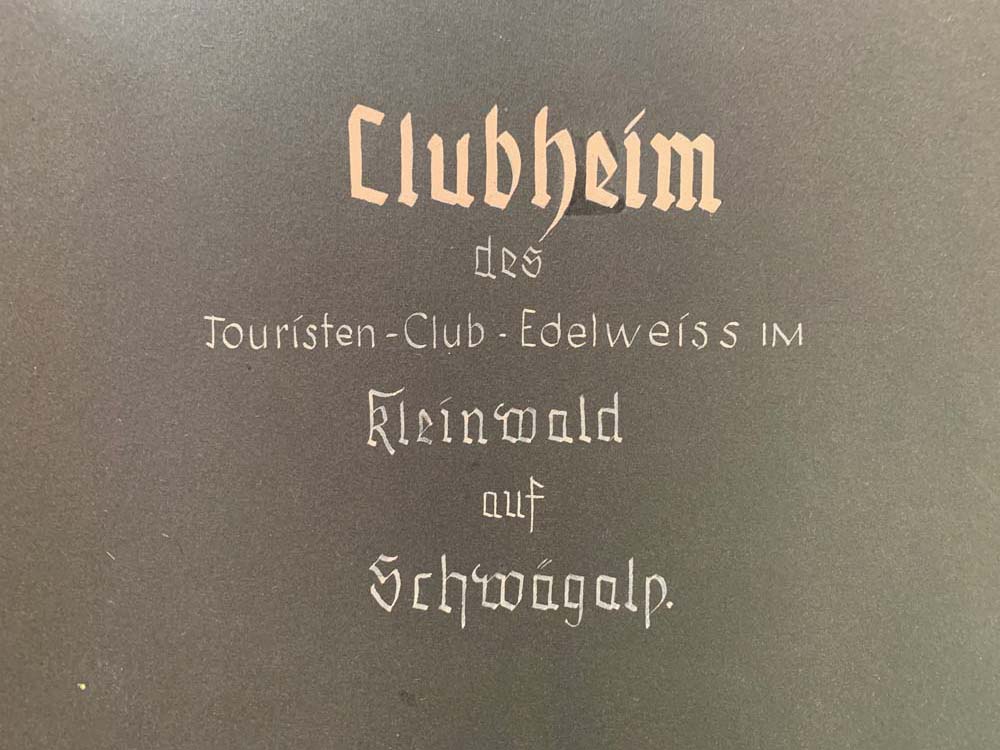 Clubheim
des
Touristen-Club-Edelweiss IM
Kleinwald
auf
Schwägalp.